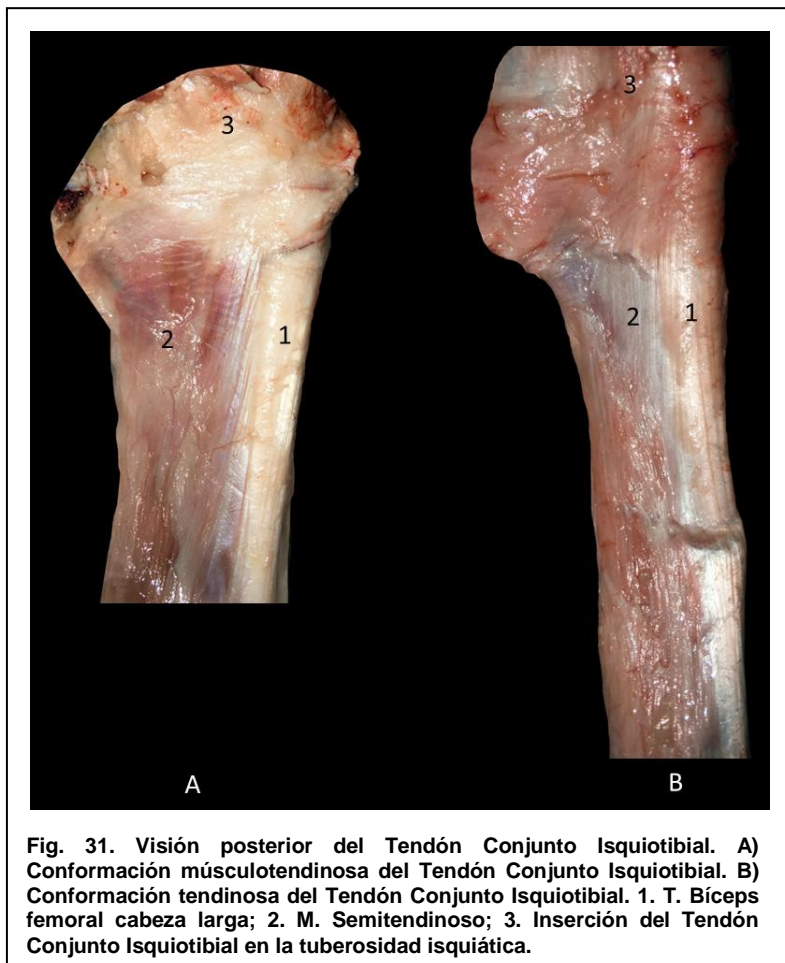 3
3
2
1
2
1
A
B
Fig. 31. Visión posterior del Tendón Conjunto Isquiotibial. A)
Conformación músculotendinosa del Tendón Conjunto Isquiotibial. B)
Conformación tendinosa del Tendón Conjunto Isquiotibial. 1. T. Bíceps
femoral cabeza larga; 2. M. Semitendinoso; 3. Inserción del Tendón
Conjunto Isquiotibial en la tuberosidad isquiática.